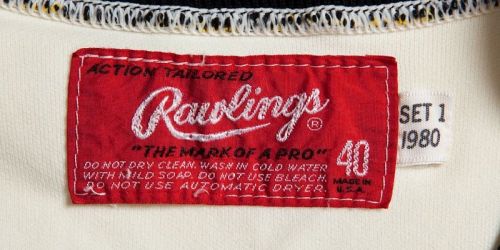 ACTION TAILORED
Rawlings ®
"THE MARK OF A PRO"
DO NOT DRY CLEAN. WASH IN COLD WATER
WITH MILD SOAP. DO NOT USE BLEACH.
DO NOT USE AUTOMATIC DRYER.
40
MADE IN
U.S.A.
SET 1
1980